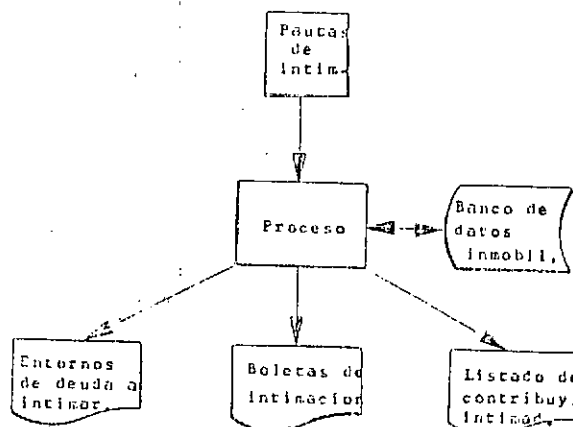 Pautas
de
intim.
Proceso
Banco de
datos
inmobil.
Entornos
de deuda a
intimar.
Boletas de
intimacion
Listado de
contribuy.
intimad.